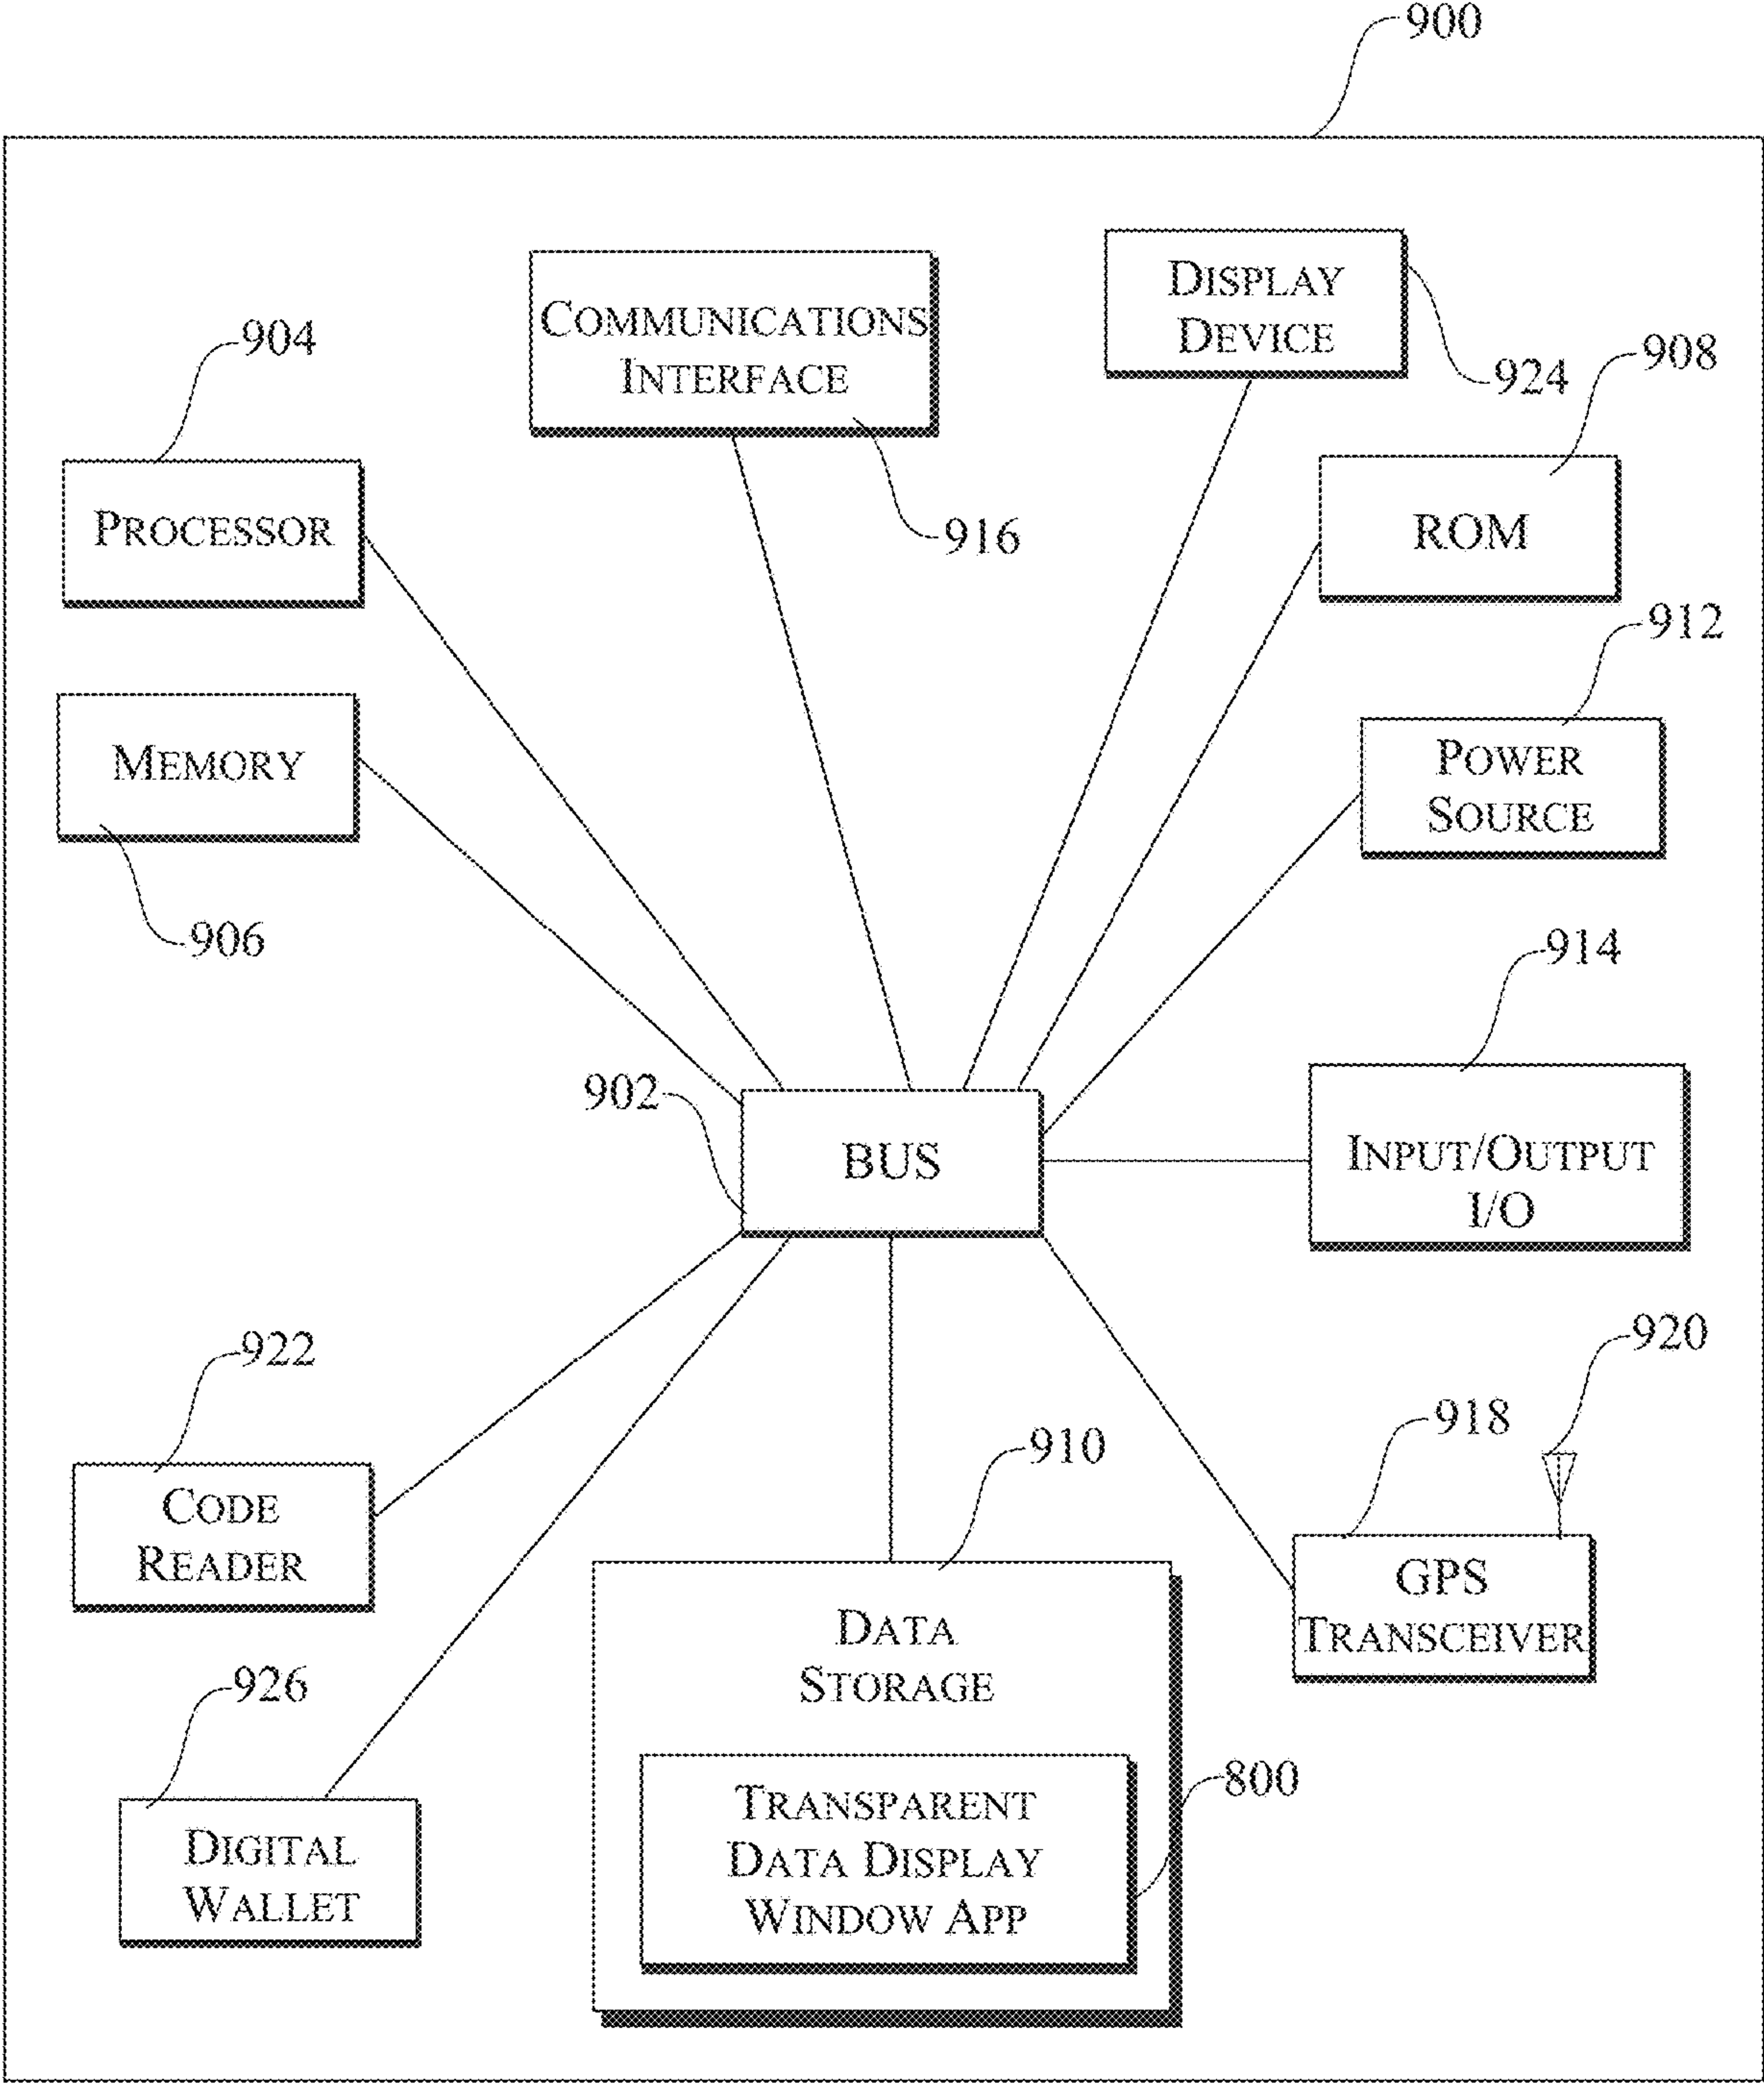 900
COMMUNICATIONS
INTERFACE
916
DISPLAY
DEVICE
924
904
PROCESSOR
908
ROM
MEMORY
906
912
POWER
SOURCE
914
INPUT/OUTPUT
I/O
902
BUS
922
CODE
READER
920
918
GPS
TRANSCEIVER
910
DATA
STORAGE
TRANSPARENT
DATA DISPLAY
WINDOW APP
800
926
DIGITAL
WALLET